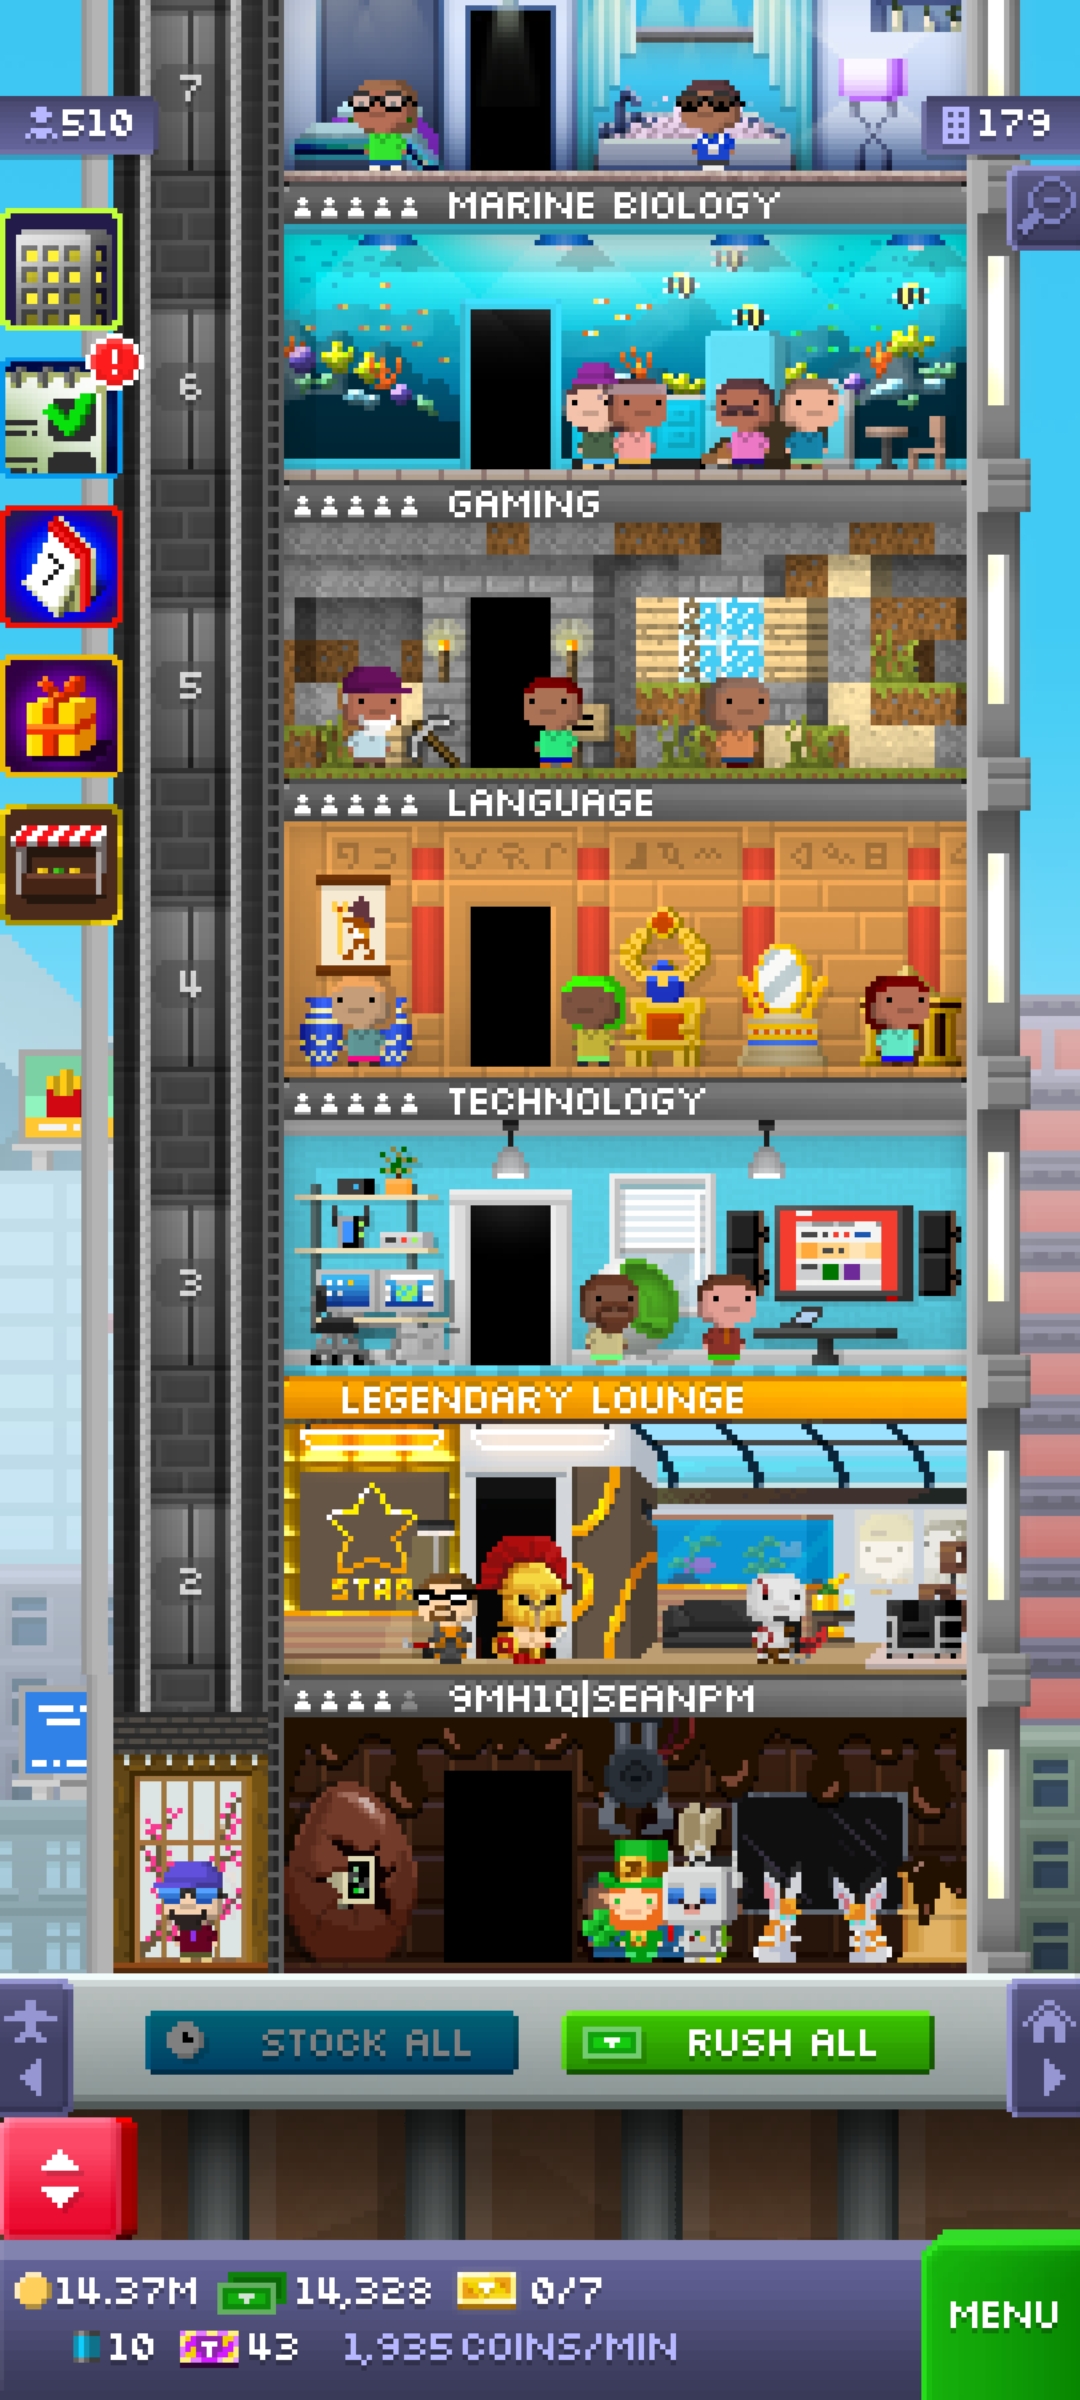 7
510
179
MARINE BIOLOGY
6
GAMING
5
LANGUAGE
4
TECHNOLOGY
3
LEGENDARY LOUNGE
STAR
2
9MH1Q|SEANPM
STOCK ALL
RUSH ALL
14.37M
14,328
0/7
MENU
10
43
1,935 COINS/MIN